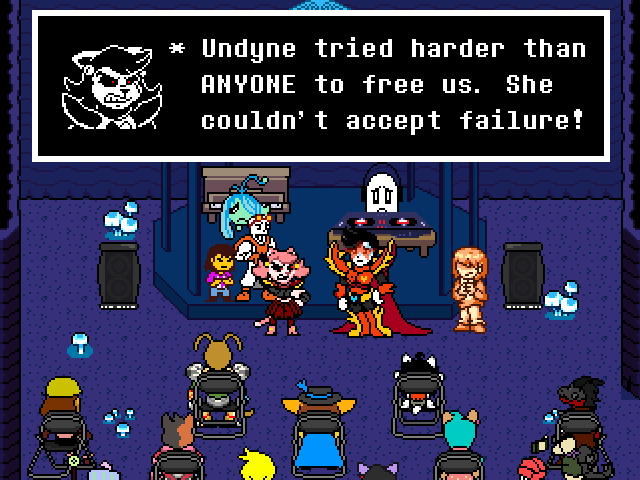 * Undyne tried harder than
ANYONE to free us. She
couldn't accept failure!